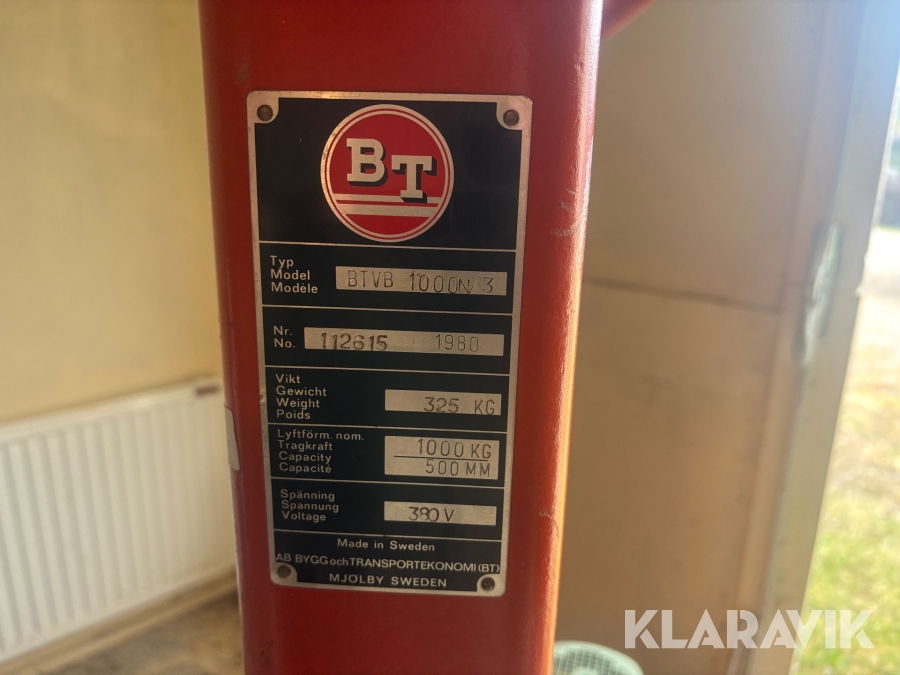 BT
Typ
Model
Modèle
BTVB 1000N/3
Nr.
No.
112615 1980
Vikt
Gewicht
Weight
Poids
325 KG
Lyftförm. nom.
Tragkraft
Capacity
Capacité
1000 KG
500 MM
Spänning
Spannung
Voltage
380 V
Made in Sweden
AB BYGG och TRANSPORTEKONOMI (BT)
MJÖLBY SWEDEN
KLARAVIK